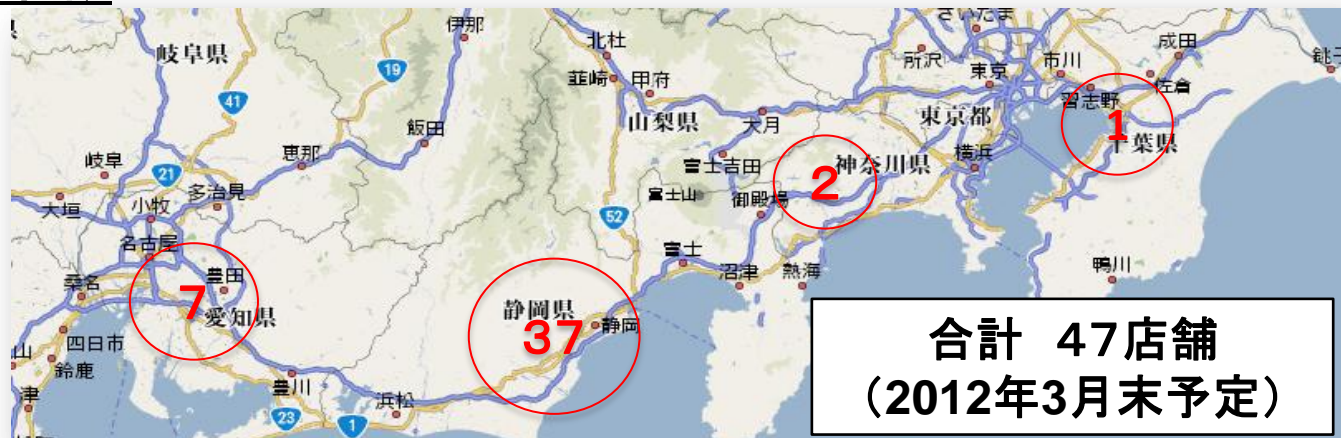 伊那
さいたま
岐阜県
北杜
所沢
東京
市川
成田
19
韮崎
甲府
習志野
佐倉
41
山梨県
大月
東京都
1
千葉県
飯田
岐阜
恵那
富士吉田
神奈川県
横浜
21
多治見
富士山
2
御殿場
大垣
小牧
52
名古屋
富士
豊田
沼津
熱海
鴨川
桑名
7
愛知県
静岡県
37
静岡
四日市
鈴鹿
山
津
豊川
浜松
23
1
合計 47店舗
(2012年3月末予定)